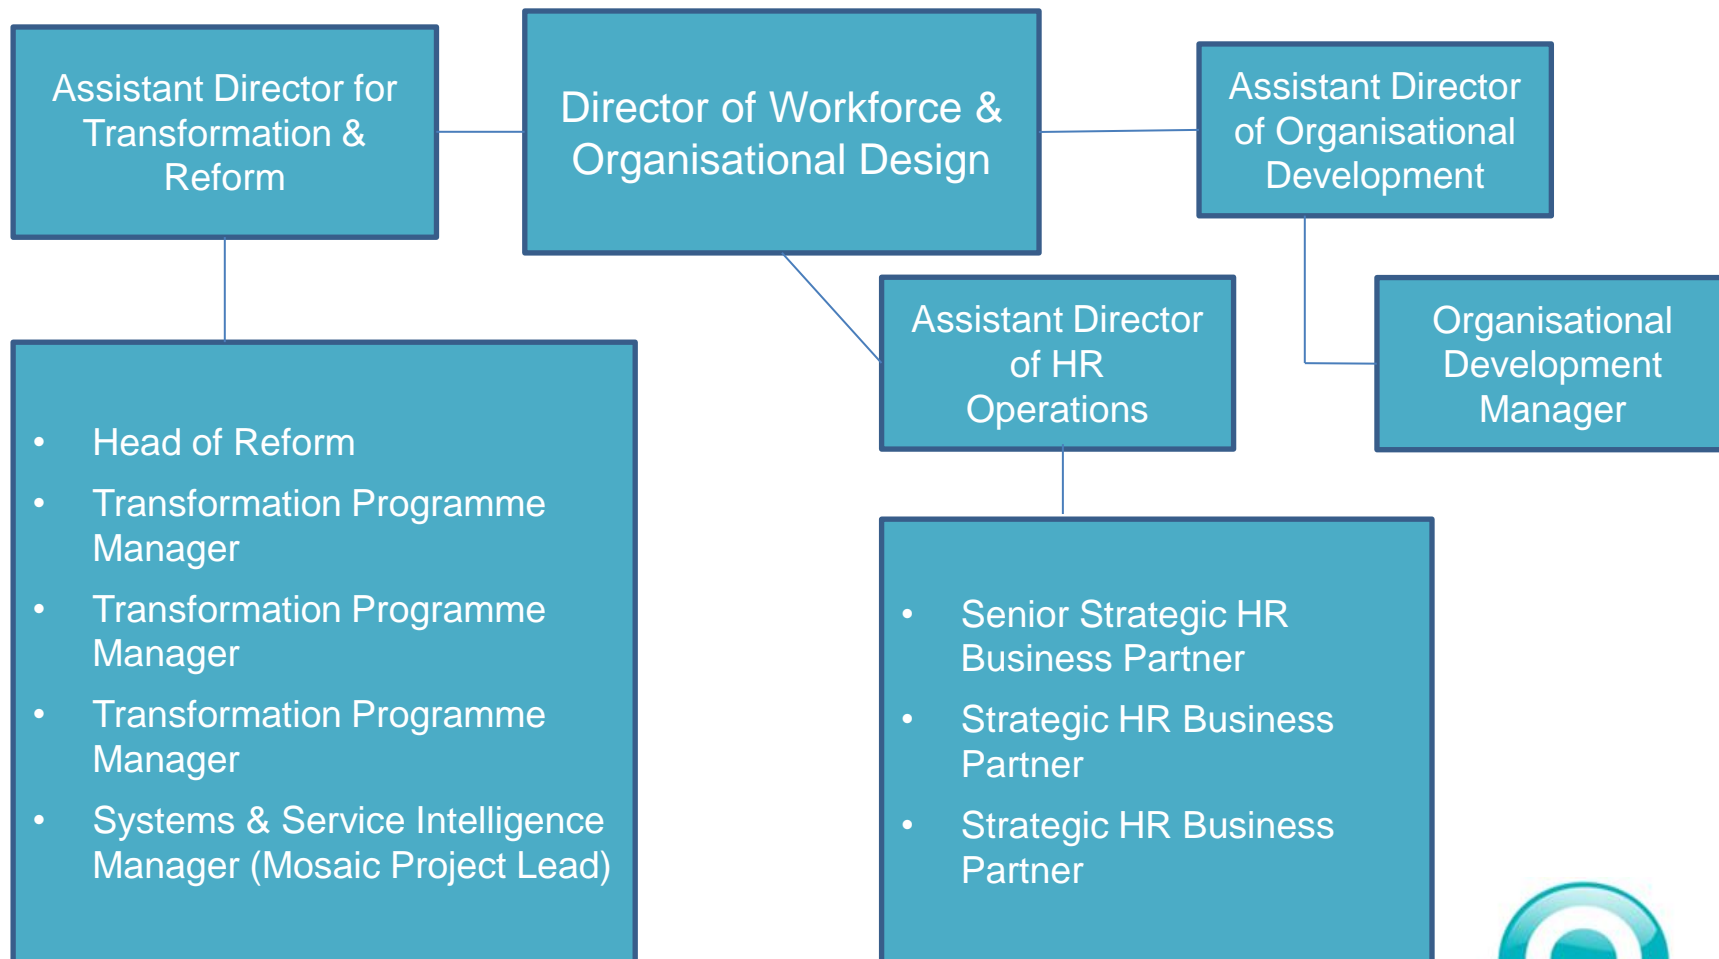 Assistant Director for
Transformation &
Reform
Director of Workforce &
Organisational Design
Assistant Director
of Organisational
Development
Assistant Director
of HR
Operations
Organisational
Development
Manager
• Head of Reform
• Transformation Programme
Manager
• Transformation Programme
Manager
• Transformation Programme
Manager
• Systems & Service Intelligence
Manager (Mosaic Project Lead)
• Senior Strategic HR
Business Partner
• Strategic HR Business
Partner
• Strategic HR Business
Partner